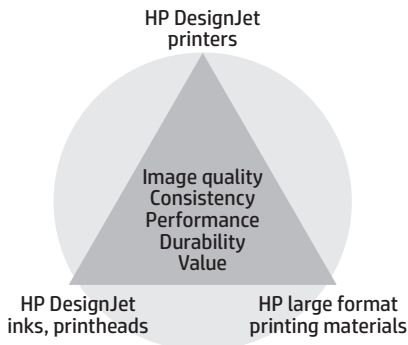 HP DesignJet
printers
Image quality
Consistency
Performance
Durability
Value
HP DesignJet
inks, printheads
HP large format
printing materials